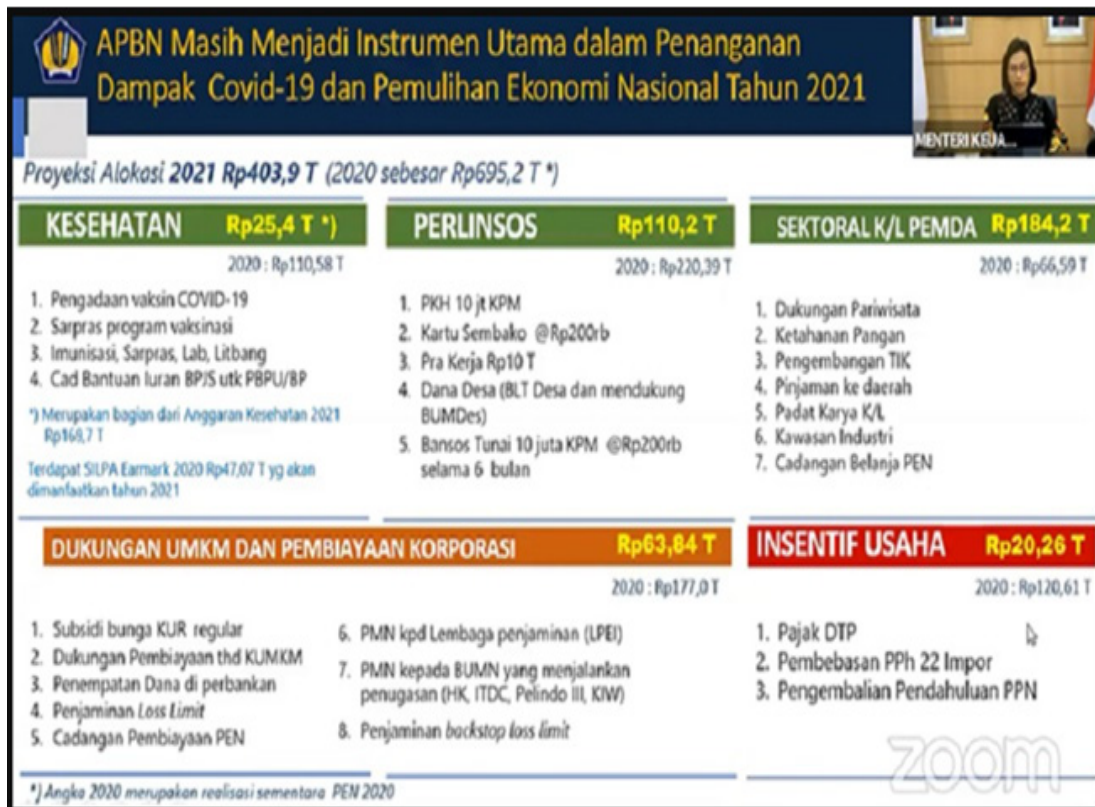 APBN Masih Menjadi Instrumen Utama dalam Penanganan
Dampak Covid-19 dan Pemulihan Ekonomi Nasional Tahun 2021
MENTERI KEUA...
Proyeksi Alokasi 2021 Rp403,9 T (2020 sebesar Rp695,2 T *)
KESEHATAN Rp25,4 T *)
2020 : Rp110,58 T
1. Pengadaan vaksin COVID-19
2. Sarpras program vaksinasi
3. Imunisasi, Sarpras, Lab, Litbang
4. Cad Bantuan Iuran BPJS utk PBPU/BP
*) Merupakan bagian dari Anggaran Kesehatan 2021
Rp169,7 T
Terdapat SILPA Earmark 2020 Rp47,07 T yg akan
dimanfaatkan tahun 2021
PERLINSOS Rp110,2 T
2020 : Rp220,39 T
1. PKH 10 jt KPM
2. Kartu Sembako @Rp200rb
3. Pra Kerja Rp10 T
4. Dana Desa (BLT Desa dan mendukung
BUMDes)
5. Bansos Tunai 10 juta KPM @Rp200rb
selama 6 bulan
SEKTORAL K/L PEMDA Rp184,2 T
2020 : Rp66,59 T
1. Dukungan Pariwisata
2. Ketahanan Pangan
3. Pengembangan TIK
4. Pinjaman ke daerah
5. Padat Karya K/L
6. Kawasan Industri
7. Cadangan Belanja PEN
DUKUNGAN UMKM DAN PEMBIAYAAN KORPORASI Rp63,84 T
2020 : Rp177,0 T
1. Subsidi bunga KUR regular
2. Dukungan Pembiayaan thd KUMKM
3. Penempatan Dana di perbankan
4. Penjaminan Loss Limit
5. Cadangan Pembiayaan PEN
6. PMN kpd Lembaga penjaminan (LPEI)
7. PMN kepada BUMN yang menjalankan
penugasan (HK, ITDC, Pelindo III, KIW)
8. Penjaminan backstop loss limit
INSENTIF USAHA Rp20,26 T
2020 : Rp120,61 T
1. Pajak DTP
2. Pembebasan PPh 22 Impor
3. Pengembalian Pendahuluan PPN
zoom
*) Angka 2020 merupakan realisasi sementara PEN 2020